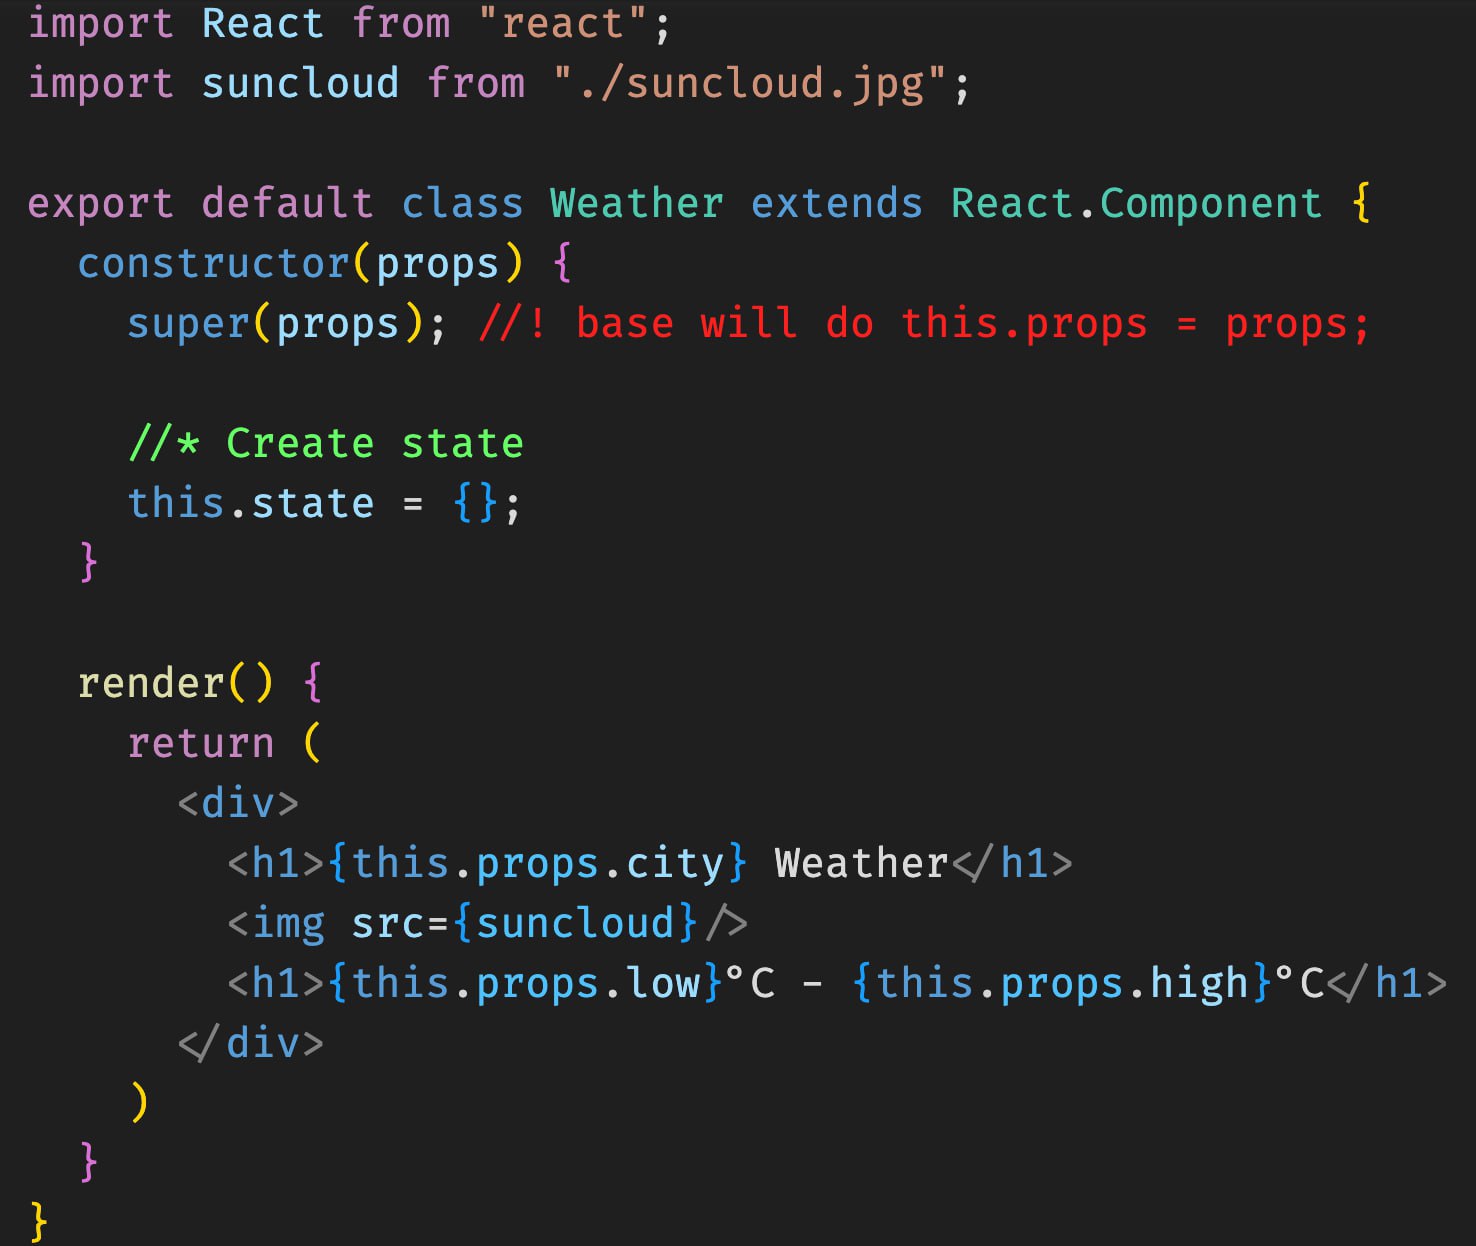 import React from "react";
import suncloud from "./suncloud.jpg";
export default class Weather extends React.Component {
constructor(props) {
super(props); //! base will do this.props = props;
//* Create state
this.state = {};
}
render() {
return (
<div>
<h1>{this.props.city} Weather</h1>
<img src={suncloud}/>
<h1>{this.props.low}°C - {this.props.high}°C</h1>
</div>
)
}
}